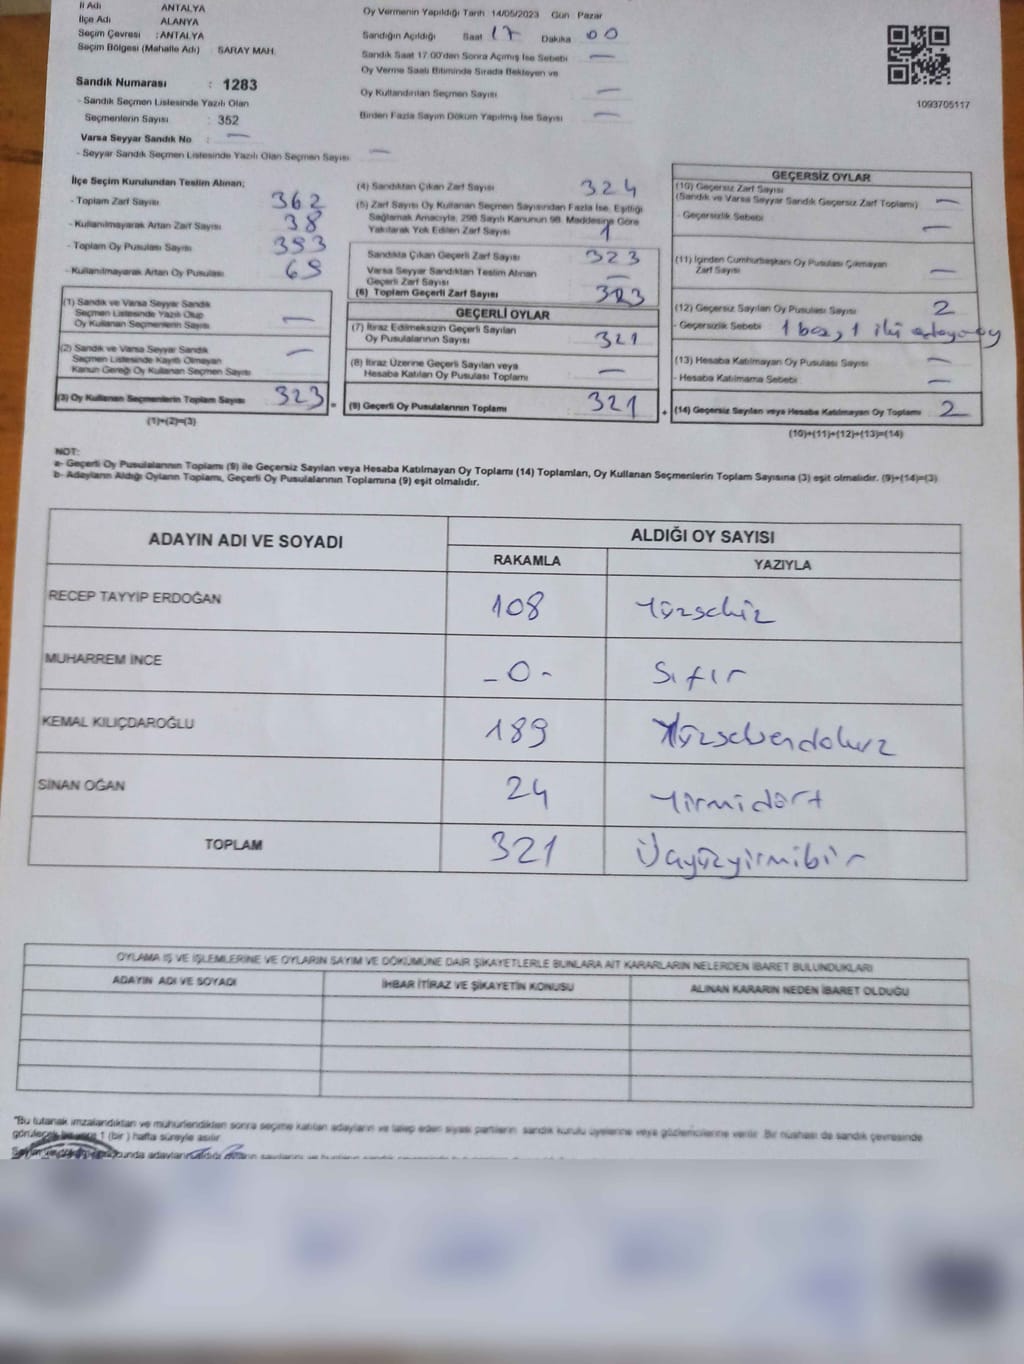 İli Adı ANTALYA
İlçe Adı ALANYA
Seçim Çevresi : ANTALYA
Seçim Bölgesi (Mahalle Adı) : SARAY MAH.
Sandık Numarası : 1283
- Sandık Seçmen Listesinde Yazılı Olan
Seçmenlerin Sayısı : 352
Varsa Seyyar Sandık No : —
- Seyyar Sandık Seçmen Listesinde Yazılı Olan Seçmen Sayısı —
Oy Vermenin Yapıldığı Tarih 14/05/2023 Gün : Pazar
Sandığın Açıldığı Saat 17 Dakika 00
Sandık Saat 17:00'den Sonra Açılmış İse Sebebi —
Oy Verme Saati Bitiminde Sırada Bekleyen ve
Oy Kullandırılan Seçmen Sayısı —
Birden Fazla Sayım Döküm Yapılmış İse Sayısı —
1093705117
İlçe Seçim Kurulundan Teslim Alınan;
- Toplam Zarf Sayısı 362
- Kullanılmayarak Artan Zarf Sayısı 38
- Toplam Oy Pusulası Sayısı 393
- Kullanılmayarak Artan Oy Pusulası 69
(1) Sandık ve Varsa Seyyar Sandık
Seçmen Listesinde Yazılı Olup
Oy Kullanan Seçmenlerin Sayısı —
(2) Sandık ve Varsa Seyyar Sandık
Seçmen Listesinde Kayıtlı Olmayan
Kanun Gereği Oy Kullanan Seçmen Sayısı —
(3) Oy Kullanan Seçmenlerin Toplam Sayısı 323 =
(1)+(2)=(3)
(4) Sandıktan Çıkan Zarf Sayısı 324
(5) Zarf Sayısı Oy Kullanan Seçmen Sayısından Fazla İse, Eşitliği
Sağlamak Amacıyla, 298 Sayılı Kanunun 98. Maddesine Göre
Yakılarak Yok Edilen Zarf Sayısı 1
Sandıkta Çıkan Geçerli Zarf Sayısı 323
Varsa Seyyar Sandıktan Teslim Alınan
Geçerli Zarf Sayısı —
(6) Toplam Geçerli Zarf Sayısı 323
GEÇERLİ OYLAR
(7) İtiraz Edilmeksizin Geçerli Sayılan
Oy Pusulalarının Sayısı 321
(8) İtiraz Üzerine Geçerli Sayılan veya
Hesaba Katılan Oy Pusulası Toplamı —
(9) Geçerli Oy Pusulalarının Toplamı 321 +
GEÇERSİZ OYLAR
(10) Geçersiz Zarf Sayısı
(Sandık ve Varsa Seyyar Sandık Geçersiz Zarf Toplamı) —
- Geçersizlik Sebebi —
(11) İçinden Cumhurbaşkanı Oy Pusulası Çıkmayan
Zarf Sayısı —
(12) Geçersiz Sayılan Oy Pusulası Sayısı 2
- Geçersizlik Sebebi 1 boş, 1 iki adaya oy
(13) Hesaba Katılmayan Oy Pusulası Sayısı —
- Hesaba Katılmama Sebebi —
(14) Geçersiz Sayılan veya Hesaba Katılmayan Oy Toplamı 2
(10)+(11)+(12)+(13)=(14)
NOT:
a- Geçerli Oy Pusulalarının Toplamı (9) ile Geçersiz Sayılan veya Hesaba Katılmayan Oy Toplamı (14) Toplamları, Oy Kullanan Seçmenlerin Toplam Sayısına (3) eşit olmalıdır. (9)+(14)=(3)
b- Adayların Aldığı Oyların Toplamı, Geçerli Oy Pusulalarının Toplamına (9) eşit olmalıdır.
ADAYIN ADI VE SOYADI
ALDIĞI OY SAYISI
RAKAMLA YAZIYLA
RECEP TAYYİP ERDOĞAN 108 Yüzsekiz
MUHARREM İNCE -0- Sıfır
KEMAL KILIÇDAROĞLU 189 Yüzseksendokuz
SİNAN OĞAN 24 Yirmidört
TOPLAM 321 Üçyüzyirmibir
OYLAMA İŞ VE İŞLEMLERİNE VE OYLARIN SAYIM VE DÖKÜMÜNE DAİR ŞİKAYETLERLE BUNLARA AİT KARARLARIN NELERDEN İBARET BULUNDUKLARI
ADAYIN ADI VE SOYADI İHBAR İTİRAZ VE ŞİKAYETİN KONUSU ALINAN KARARIN NEDEN İBARET OLDUĞU
"Bu tutanak imzalandıktan ve mühürlendikten sonra seçime katılan adayların ve talep eden siyasi partilerin sandık kurulu üyelerine veya gözlemcilerine verilir. Bir nüshası da sandık çevresinde
görülecek bir yere 1 (bir) hafta süreyle asılır.